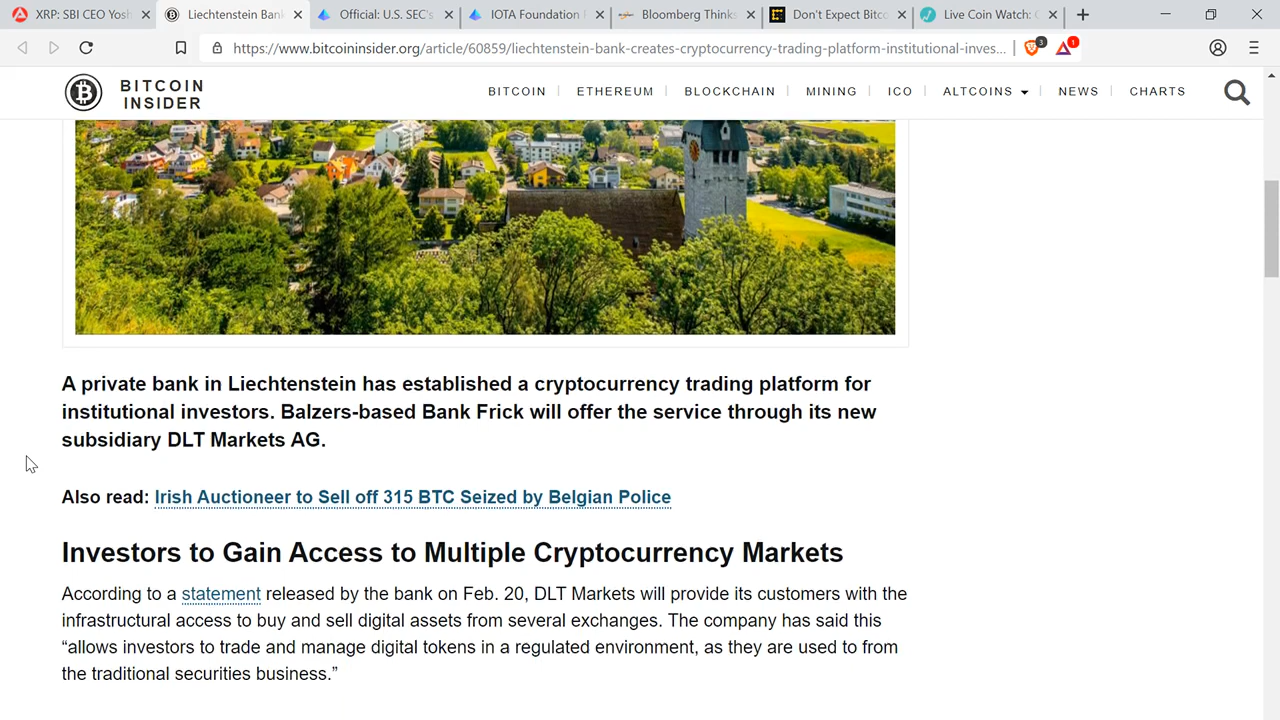 XRP: SBI CEO Yosh
Liechtenstein Bank
Official: U.S. SEC's
IOTA Foundation
Bloomberg Thinks
Don't Expect Bitco
Live Coin Watch:
https://www.bitcoininsider.org/article/60859/liechtenstein-bank-creates-cryptocurrency-trading-platform-institutional-inves...
3
1
BITCOIN
INSIDER
BITCOIN
ETHEREUM
BLOCKCHAIN
MINING
ICO
ALTCOINS
NEWS
CHARTS
A private bank in Liechtenstein has established a cryptocurrency trading platform for
institutional investors. Balzers-based Bank Frick will offer the service through its new
subsidiary DLT Markets AG.
Also read: Irish Auctioneer to Sell off 315 BTC Seized by Belgian Police
Investors to Gain Access to Multiple Cryptocurrency Markets
According to a statement released by the bank on Feb. 20, DLT Markets will provide its customers with the
infrastructural access to buy and sell digital assets from several exchanges. The company has said this
“allows investors to trade and manage digital tokens in a regulated environment, as they are used to from
the traditional securities business.”